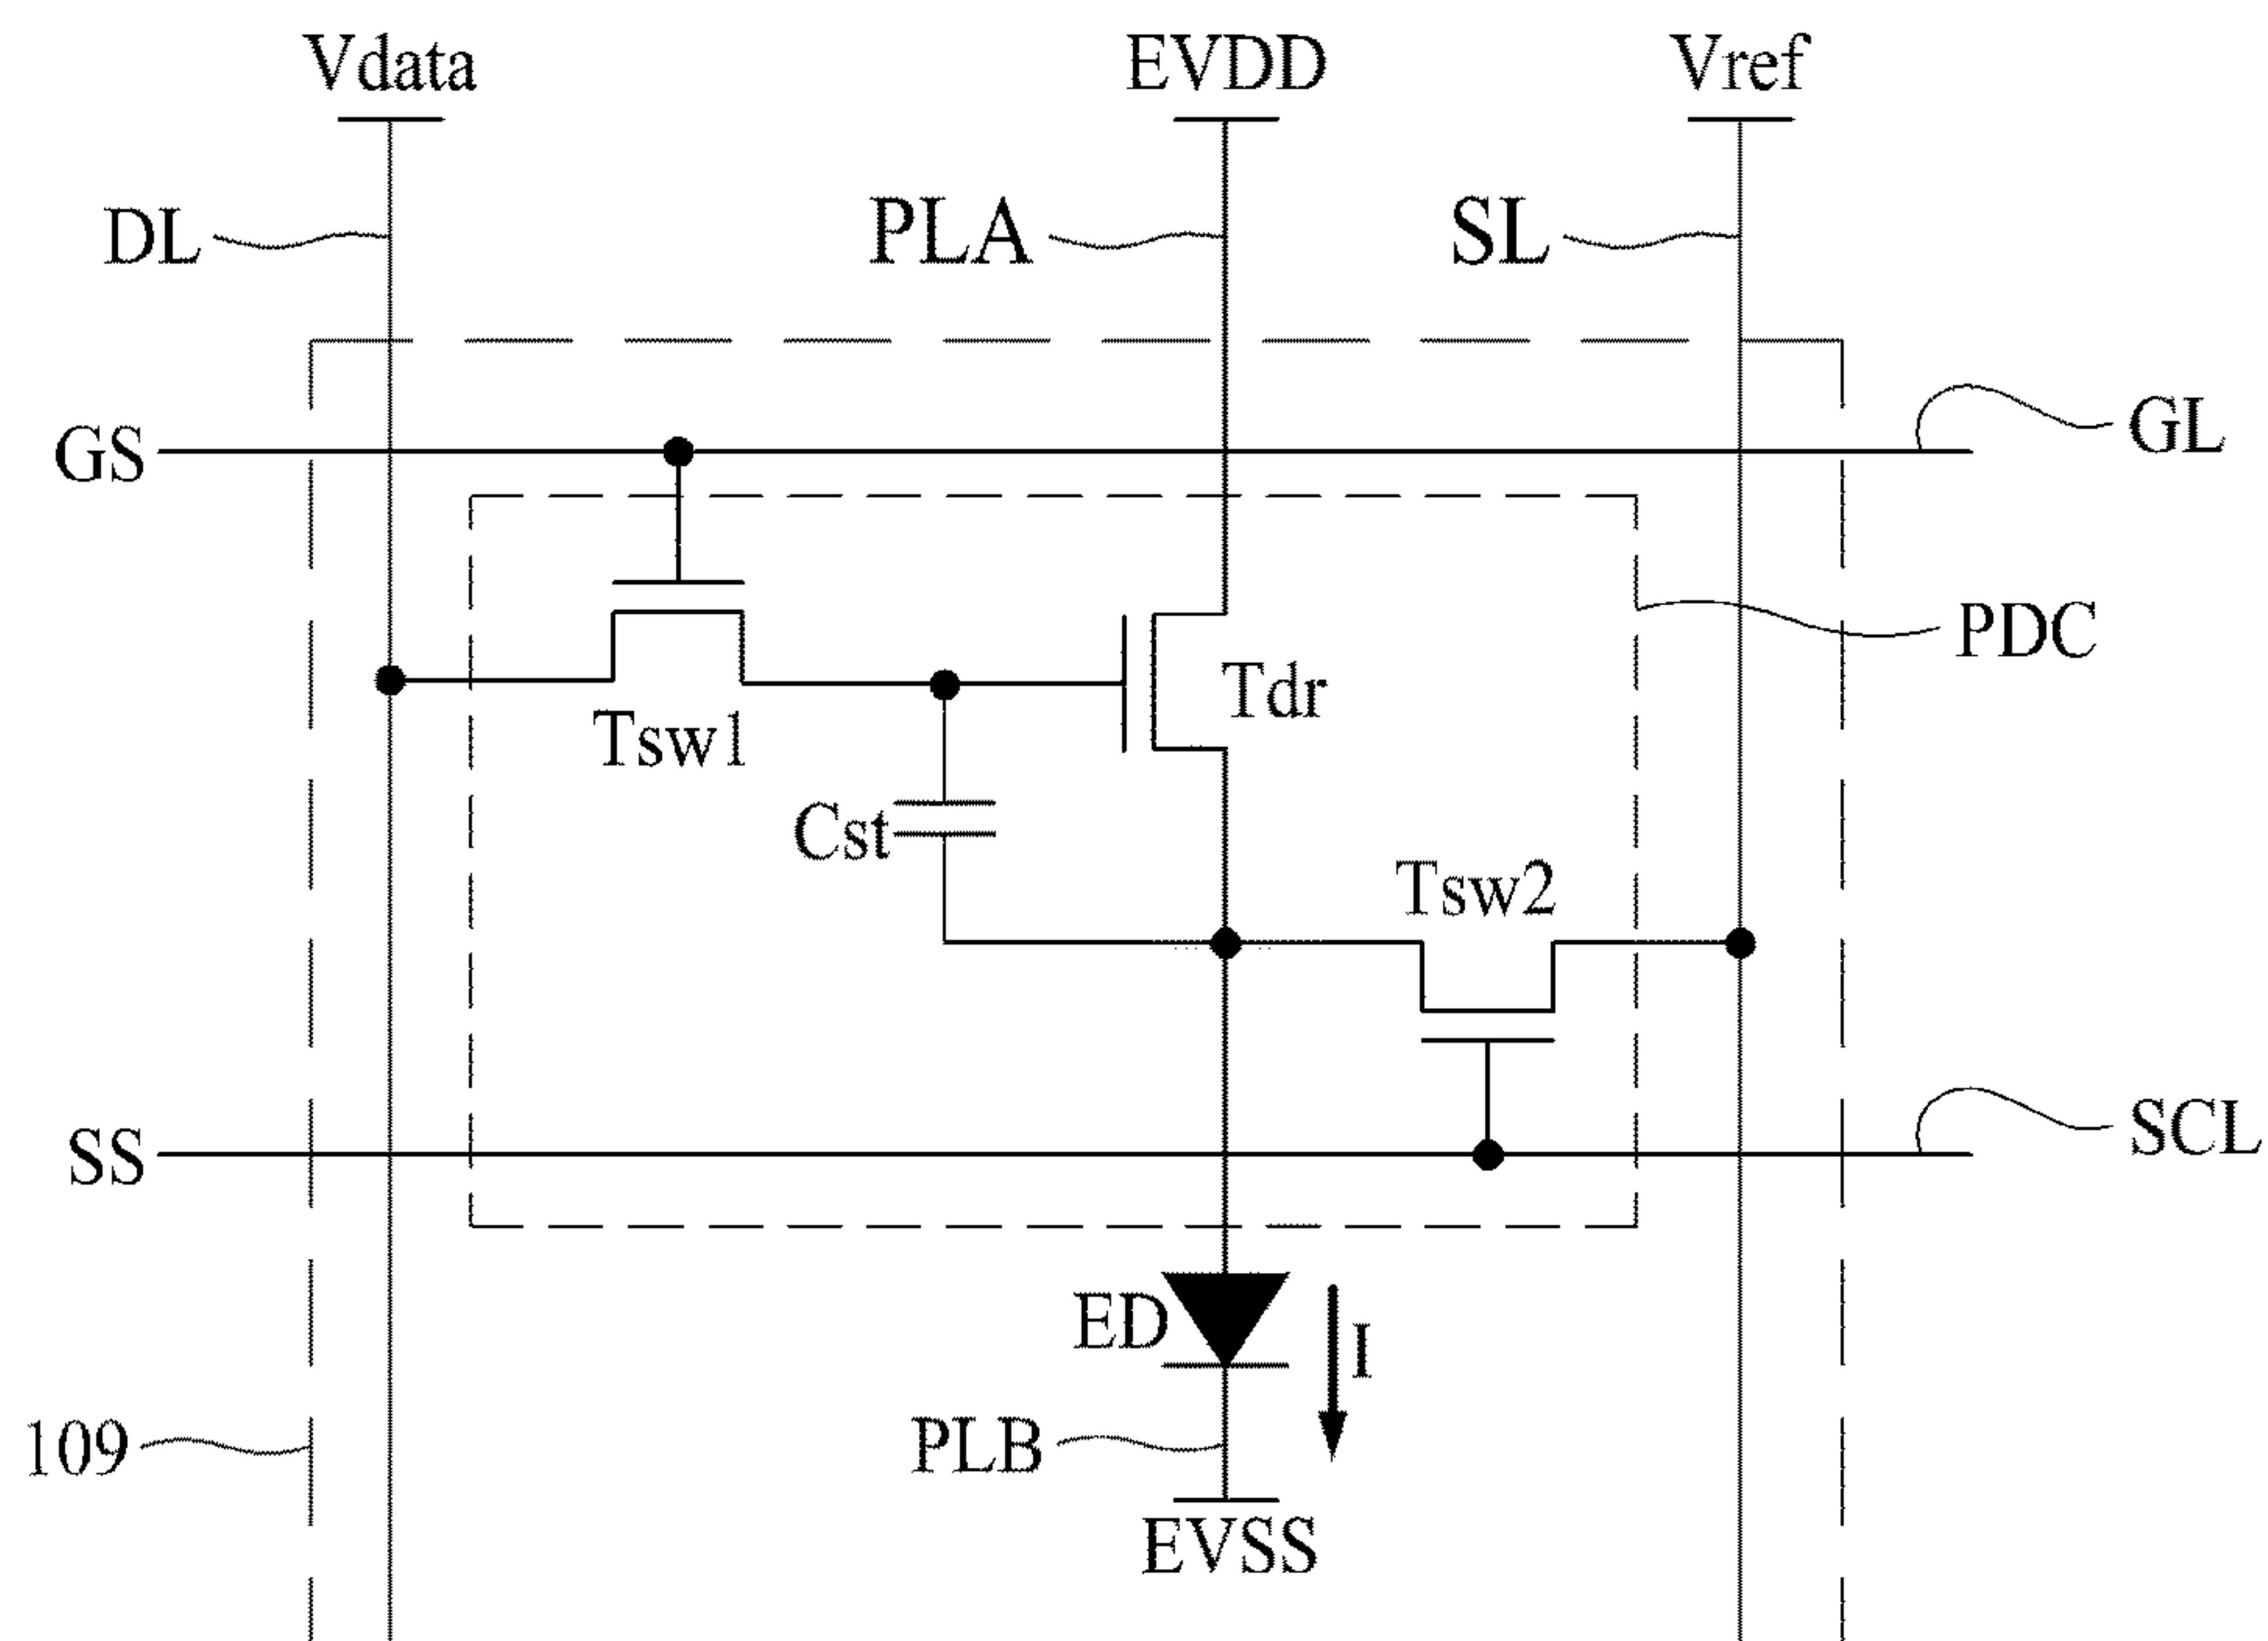 Vdata
EVDD
Vref
DL
PLA
SL
GS
GL
PDC
Tdr
Tsw1
Cst
Tsw2
SS
SCL
ED
I
109
PLB
EVSS